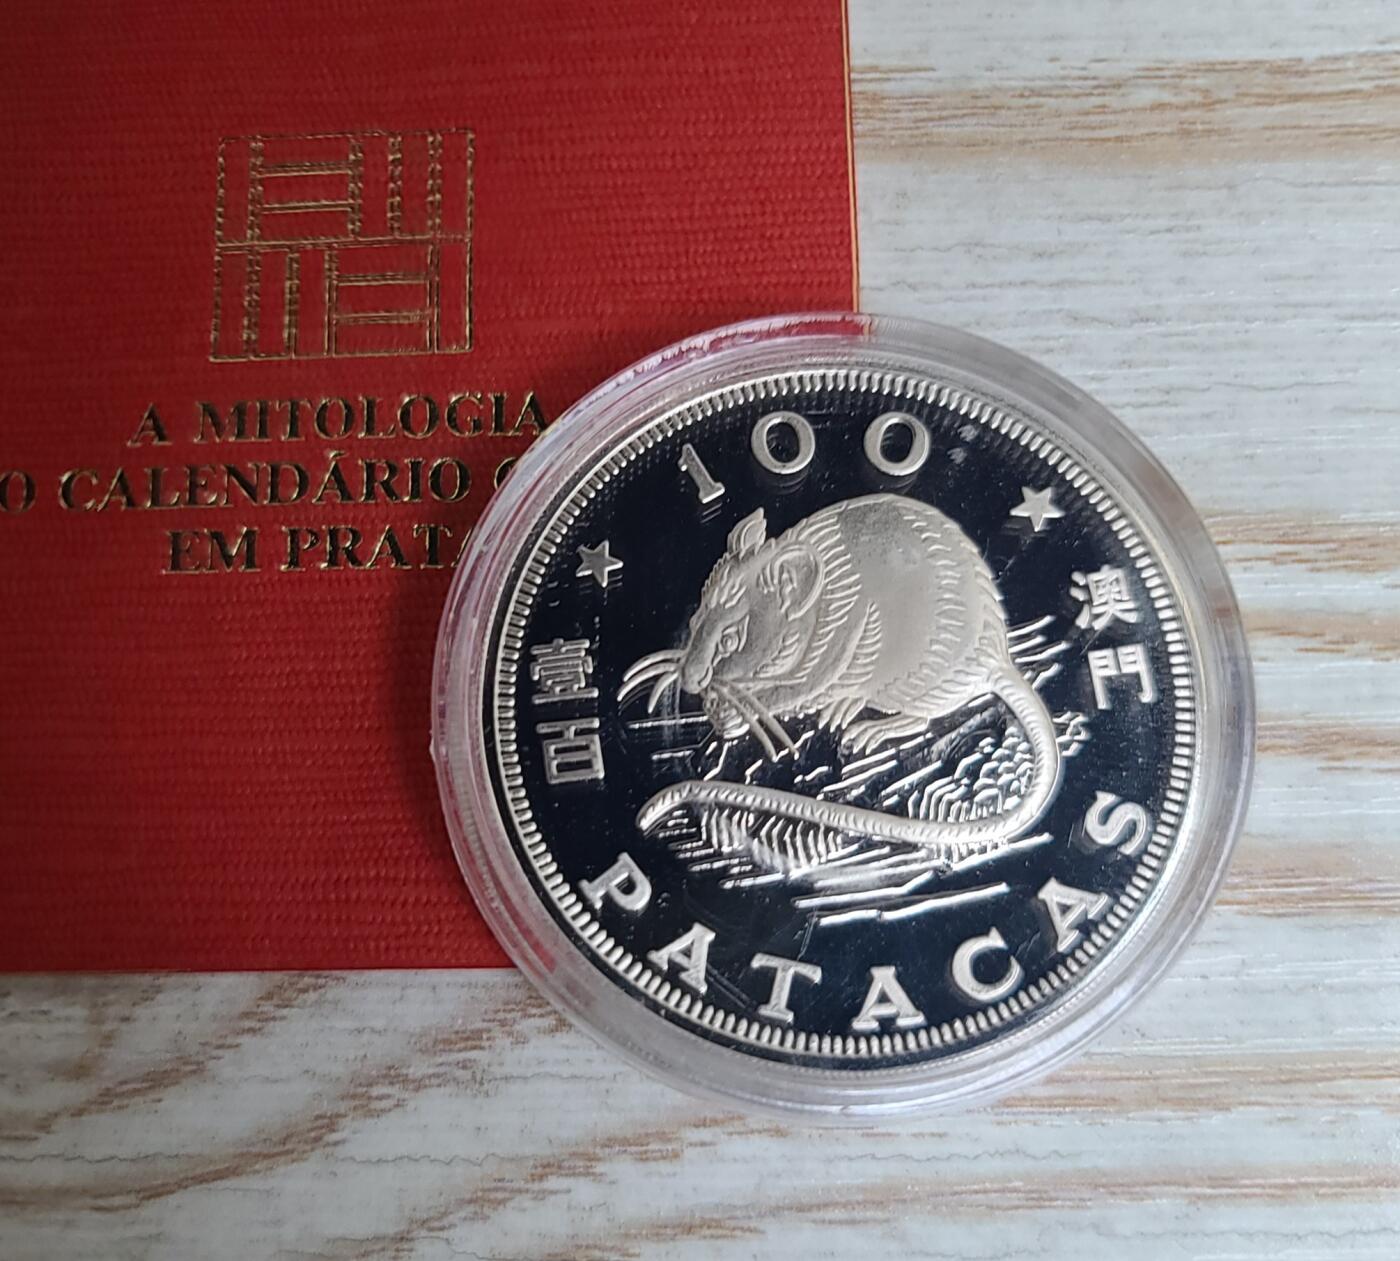 A MITOLOGIA
O CALENDÁRIO
EM PRATA
100
澳門
壹百
PATACAS